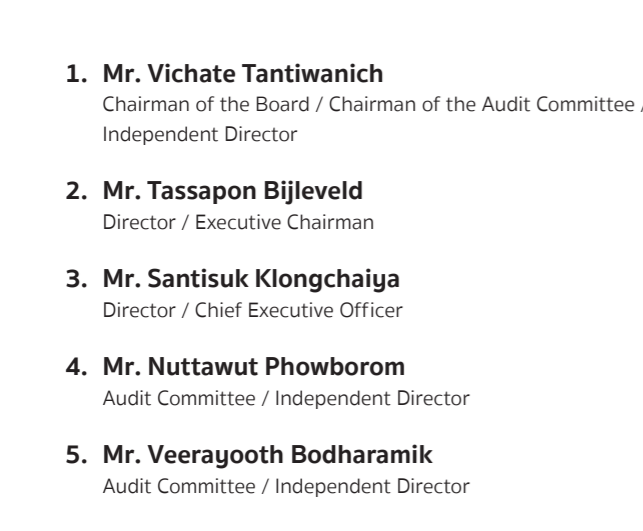 1. Mr. Vichate Tantiwanich
Chairman of the Board / Chairman of the Audit Committee /
Independent Director
2. Mr. Tassapon Bijleveld
Director / Executive Chairman
3. Mr. Santisuk Klongchaiya
Director / Chief Executive Officer
4. Mr. Nuttawut Phowborom
Audit Committee / Independent Director
5. Mr. Veerayooth Bodharamik
Audit Committee / Independent Director